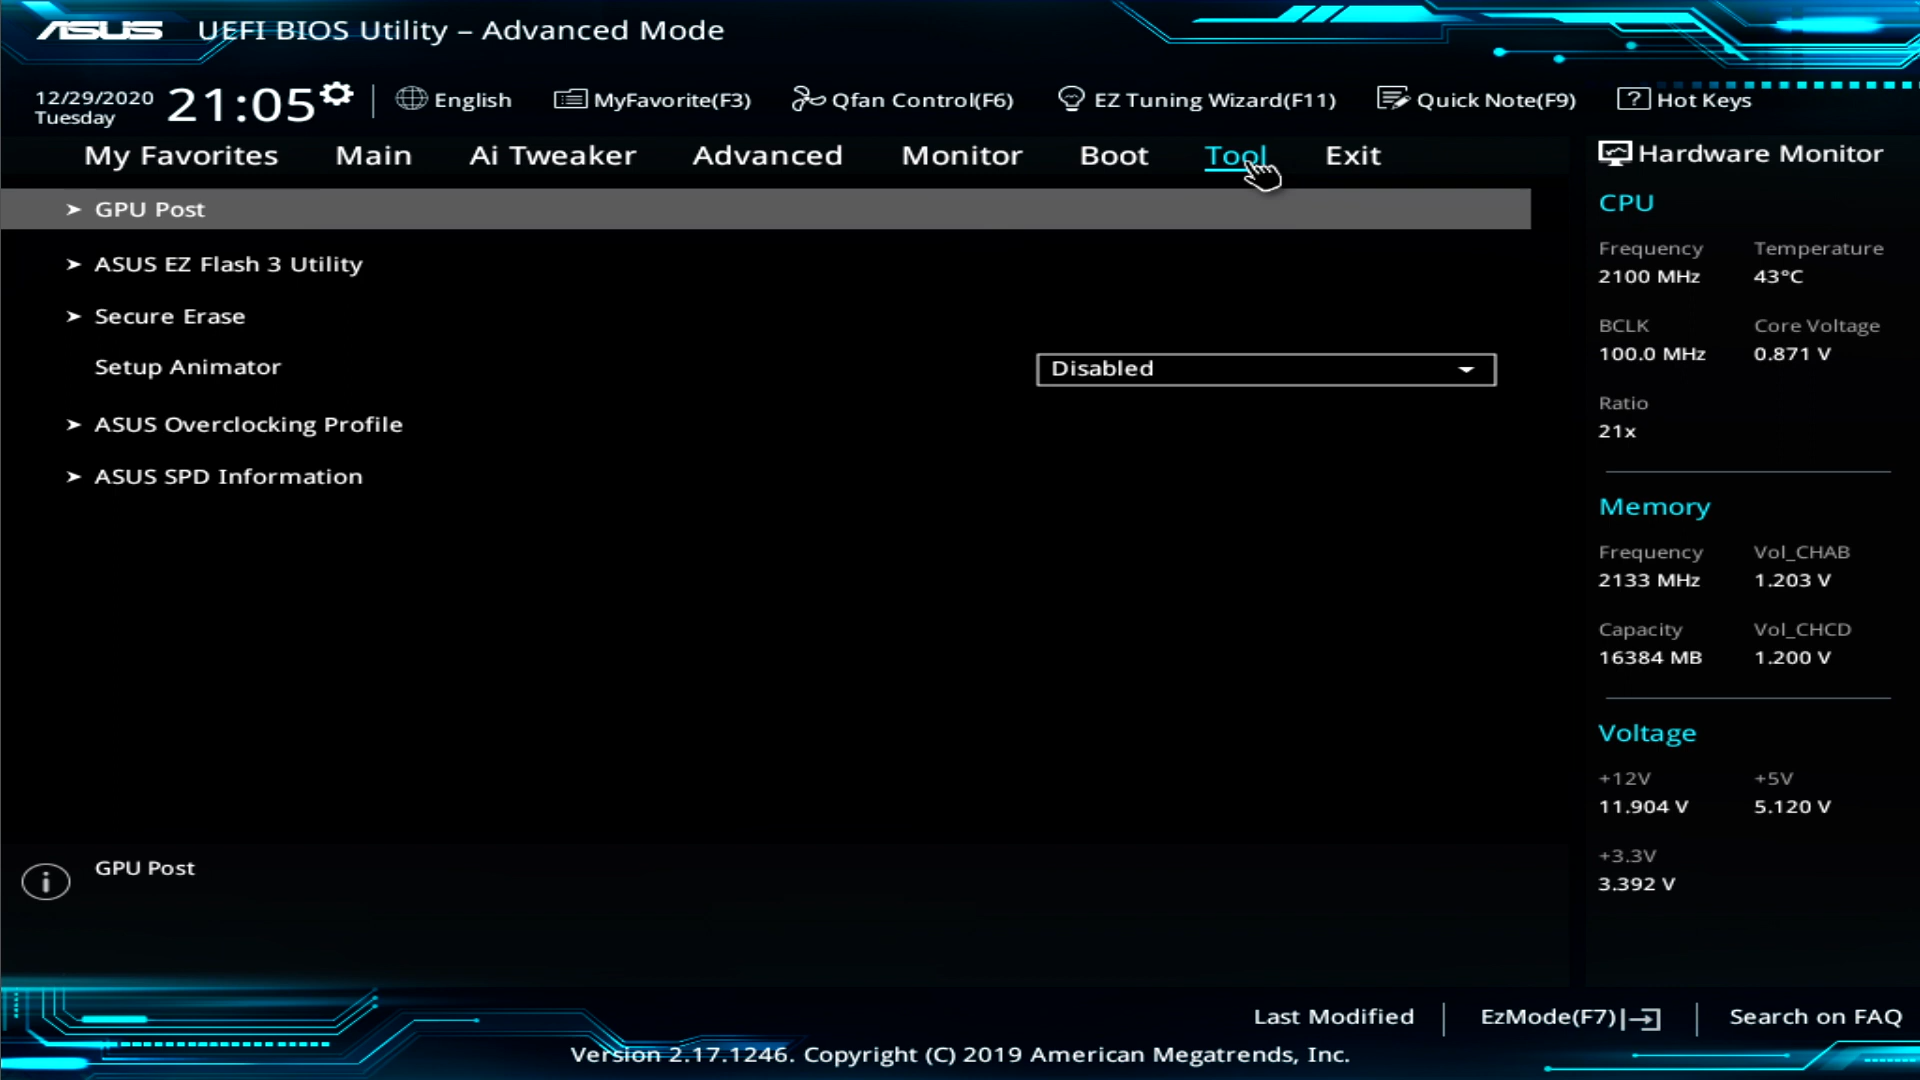 ASUS UEFI BIOS Utility – Advanced Mode
12/29/2020
Tuesday
21:05
English
MyFavorite(F3)
Qfan Control(F6)
EZ Tuning Wizard(F11)
Quick Note(F9)
? Hot Keys
My Favorites Main Ai Tweaker Advanced Monitor Boot Tool Exit
GPU Post
ASUS EZ Flash 3 Utility
Secure Erase
Setup Animator Disabled
ASUS Overclocking Profile
ASUS SPD Information
GPU Post
Hardware Monitor
CPU
Frequency Temperature
2100 MHz 43°C
BCLK Core Voltage
100.0 MHz 0.871 V
Ratio
21x
Memory
Frequency Vol_CHAB
2133 MHz 1.203 V
Capacity Vol_CHCD
16384 MB 1.200 V
Voltage
+12V +5V
11.904 V 5.120 V
+3.3V
3.392 V
Last Modified EzMode(F7) Search on FAQ
Version 2.17.1246. Copyright (C) 2019 American Megatrends, Inc.